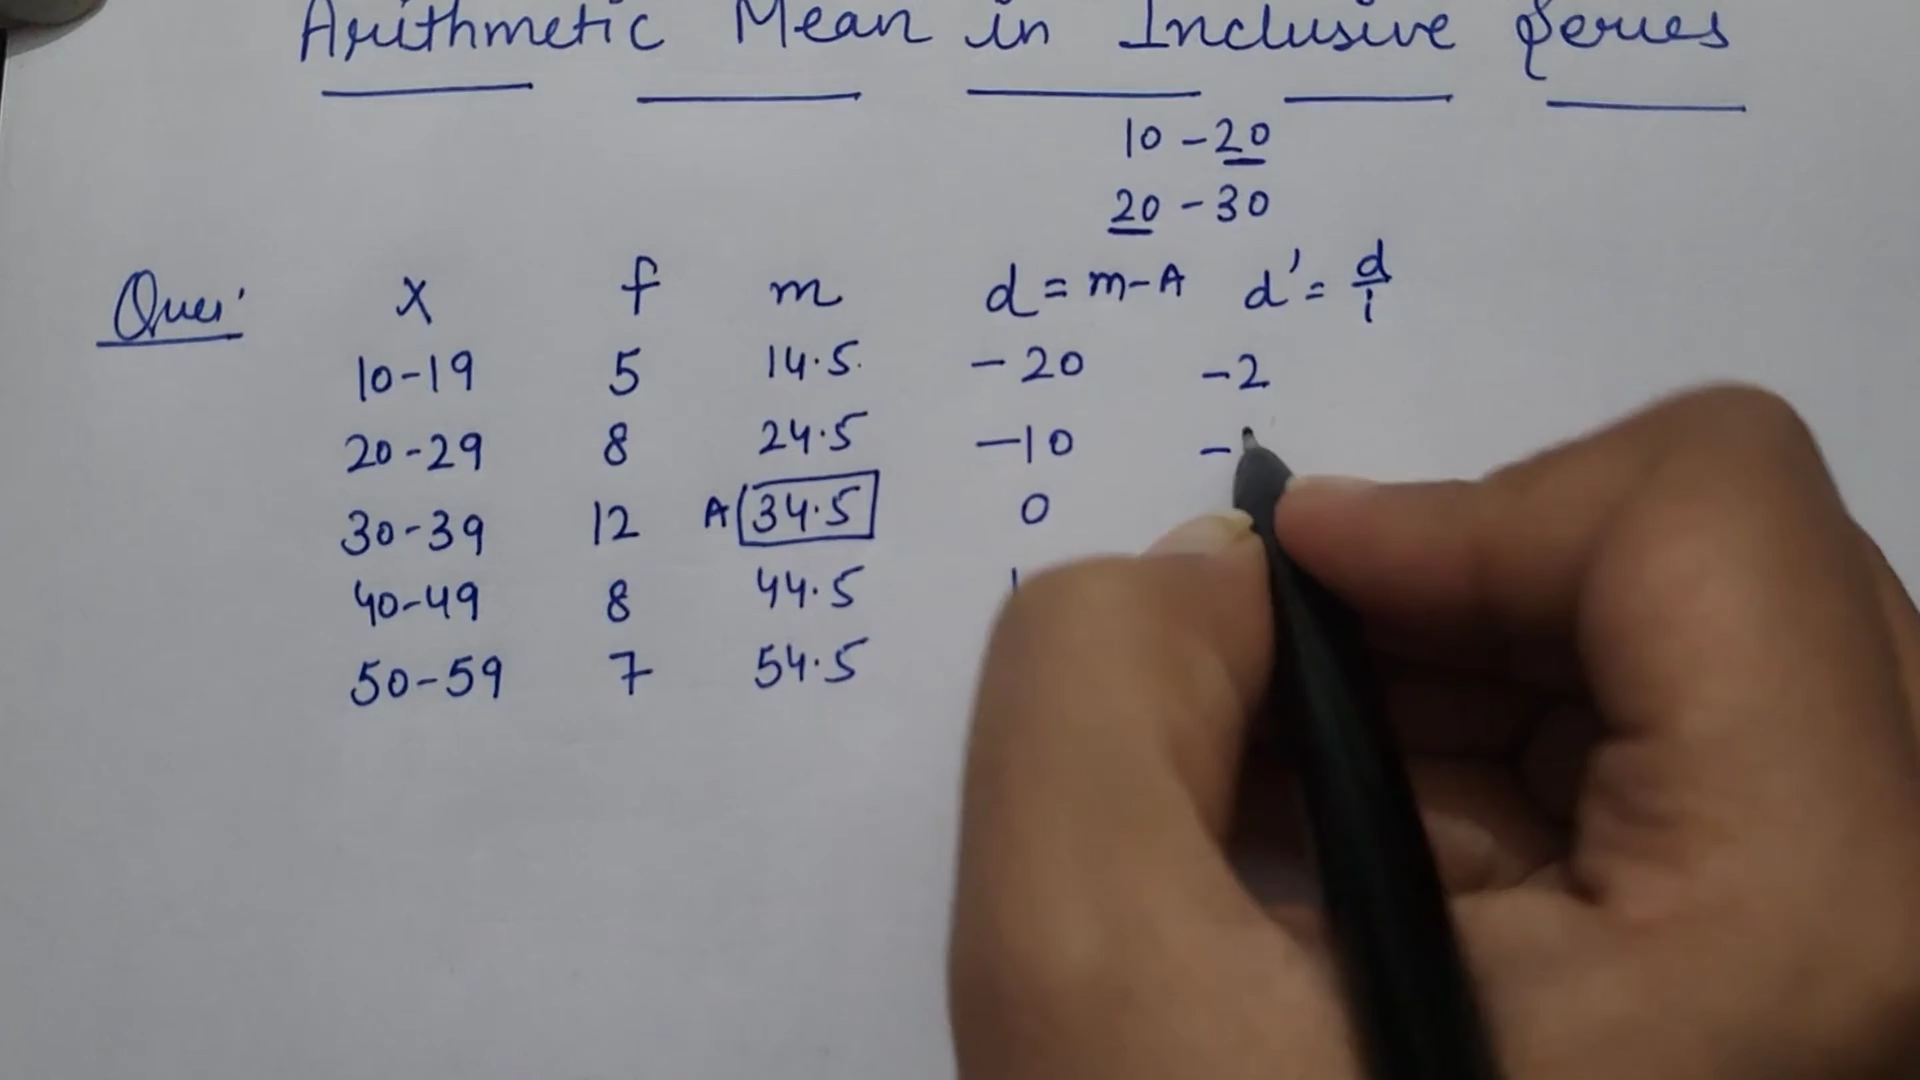 Arithmetic Mean in Inclusive Series
10 - 20
20 - 30
Ques: X f m d = m - A d' = d/i
10-19 5 14.5 -20 -2
20-29 8 24.5 -10 -
30-39 12 A 34.5 0
40-49 8 44.5
50-59 7 54.5